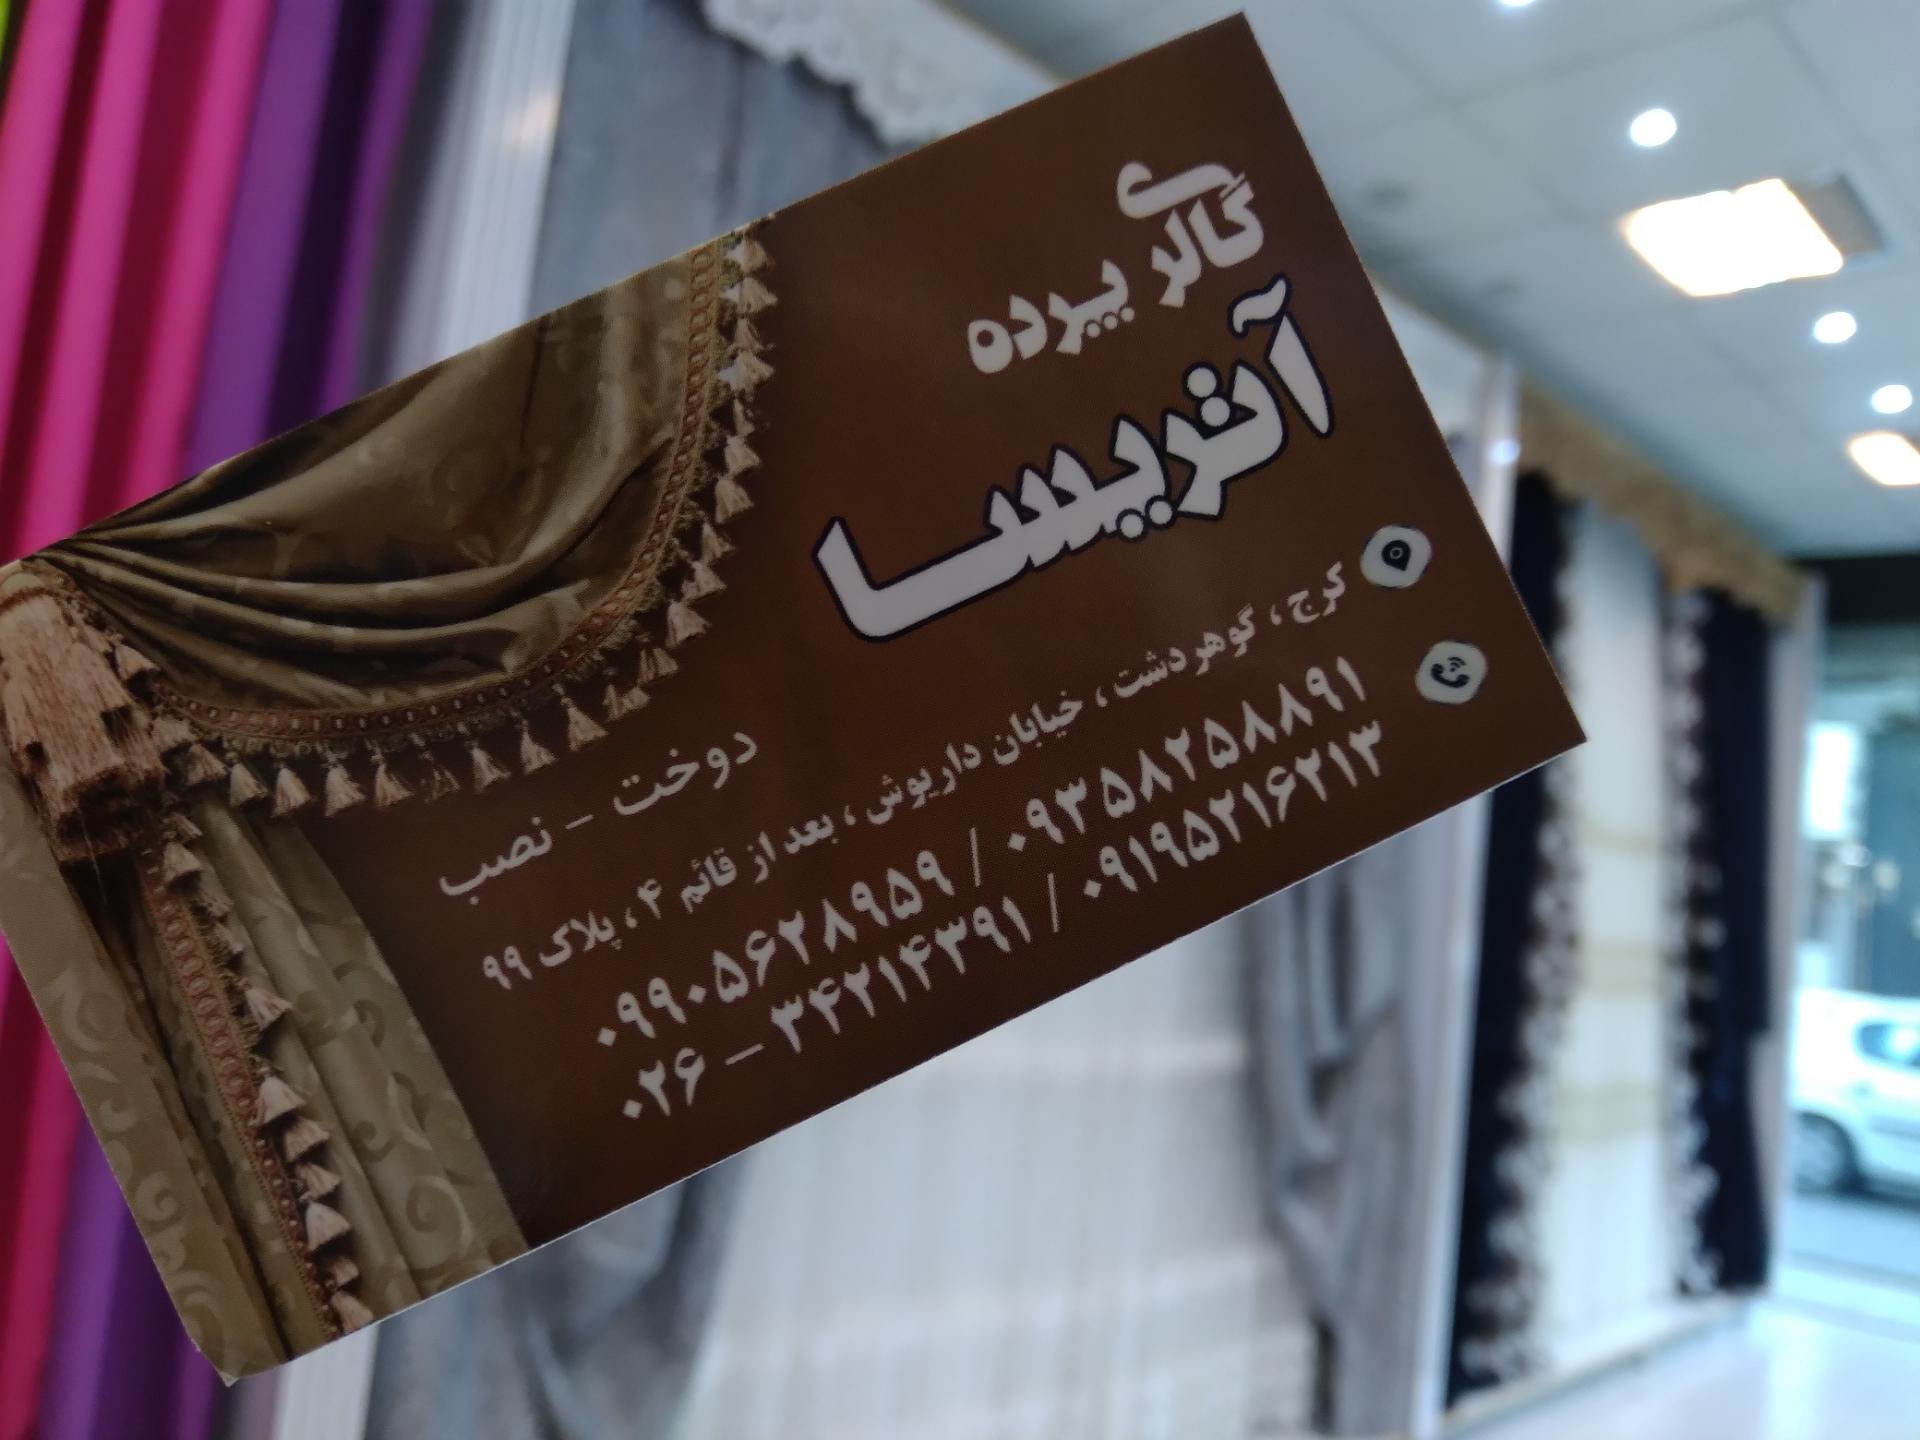 گالری پرده
آتریسا
دوخت - نصب
کرج ، گوهردشت ، خیابان داریوش ، بعد از قائم ۴ ، پلاک ۹۹
۰۹۹۰۵۶۲۸۹۵۹ / ۰۹۳۵۸۲۵۸۸۹۱
۰۲۶ - ۳۴۲۱۴۳۹۱ / ۰۹۱۹۵۲۱۶۲۱۳